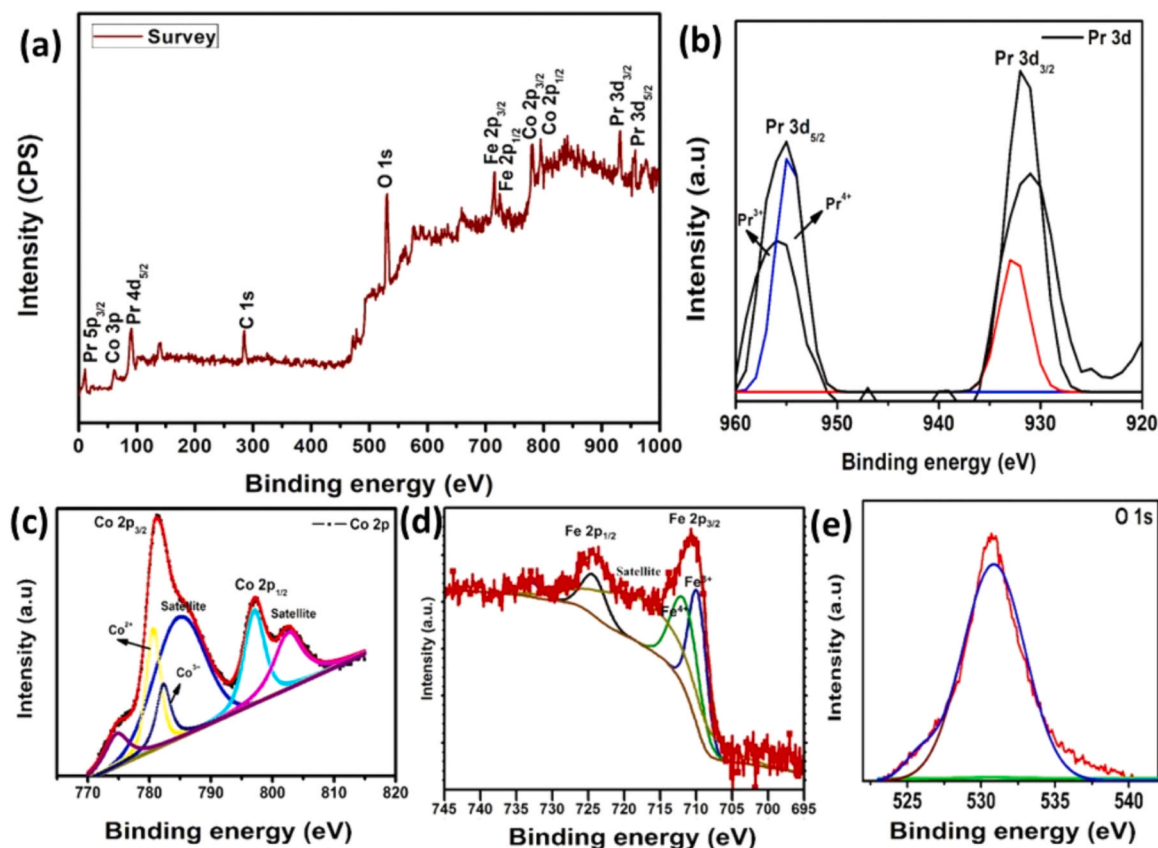 (a)
Survey
Intensity (CPS)
Pr 5p3/2
Co 3p
Pr 4d5/2
C 1s
O 1s
Fe 2p3/2
Fe 2p1/2
Co 2p3/2
Co 2p1/2
Pr 3d3/2
Pr 3d5/2
0 100 200 300 400 500 600 700 800 900 1000
Binding energy (eV)
(b)
Pr 3d
Pr 3d3/2
Pr 3d5/2
Pr3+
Pr4+
Intensity (a.u)
960 950 940 930 920
Binding energy (eV)
(c)
Co 2p3/2
Co 2p
Satellite
Co 2p1/2
Satellite
Co2+
Co3+
Intensity (a.u)
770 780 790 800 810 820
Binding energy (eV)
(d)
Fe 2p1/2
Fe 2p3/2
Satellite
Fe3+
Fe4+
Intensity (a.u.)
745 740 735 730 725 720 715 710 705 700 695
Binding energy (eV)
(e)
O 1s
Intensity (a.u)
525 530 535 540
Binding energy (eV)